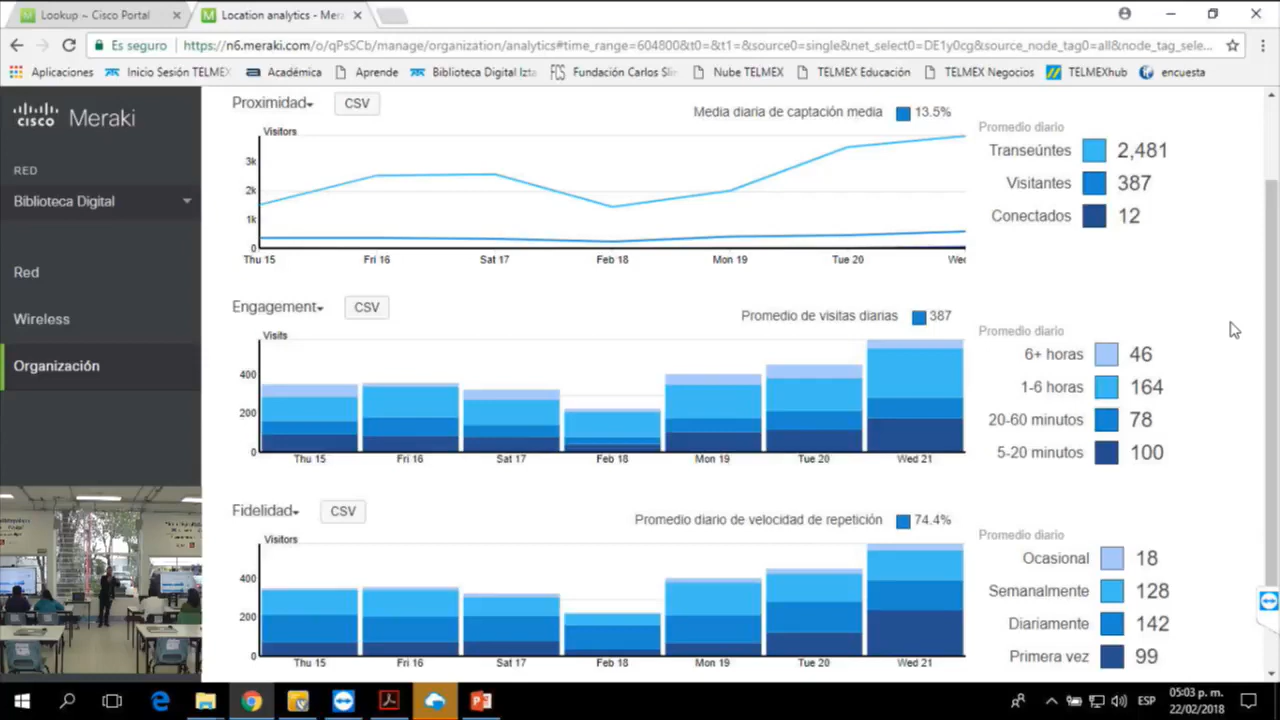 Lookup ~ Cisco Portal
Location analytics - Mera
Es seguro
https://n6.meraki.com/o/qPsSCb/manage/organization/analytics#time_range=604800&t0=&t1=&source0=single&net_select0=DE1y0cg&source_node_tag0=all&node_tag_sele...
Aplicaciones
Inicio Sesión TELMEX
Académica
Aprende
Biblioteca Digital Izta
Fundación Carlos Slim
Nube TELMEX
TELMEX Educación
TELMEX Negocios
TELMEXhub
encuesta
cisco Meraki
RED
Biblioteca Digital
Red
Wireless
Organización
Proximidad
CSV
Media diaria de captación media 13.5%
Visitors
3k
2k
1k
0
Thu 15 Fri 16 Sat 17 Feb 18 Mon 19 Tue 20 Wed
Promedio diario
Transeúntes 2,481
Visitantes 387
Conectados 12
Engagement
CSV
Promedio de visitas diarias 387
Visits
400
200
0
Thu 15 Fri 16 Sat 17 Feb 18 Mon 19 Tue 20 Wed 21
Promedio diario
6+ horas 46
1-6 horas 164
20-60 minutos 78
5-20 minutos 100
Fidelidad
CSV
Promedio diario de velocidad de repetición 74.4%
Visitors
400
200
0
Thu 15 Fri 16 Sat 17 Feb 18 Mon 19 Tue 20 Wed 21
Promedio diario
Ocasional 18
Semanalmente 128
Diariamente 142
Primera vez 99
ESP
05:03 p. m.
22/02/2018